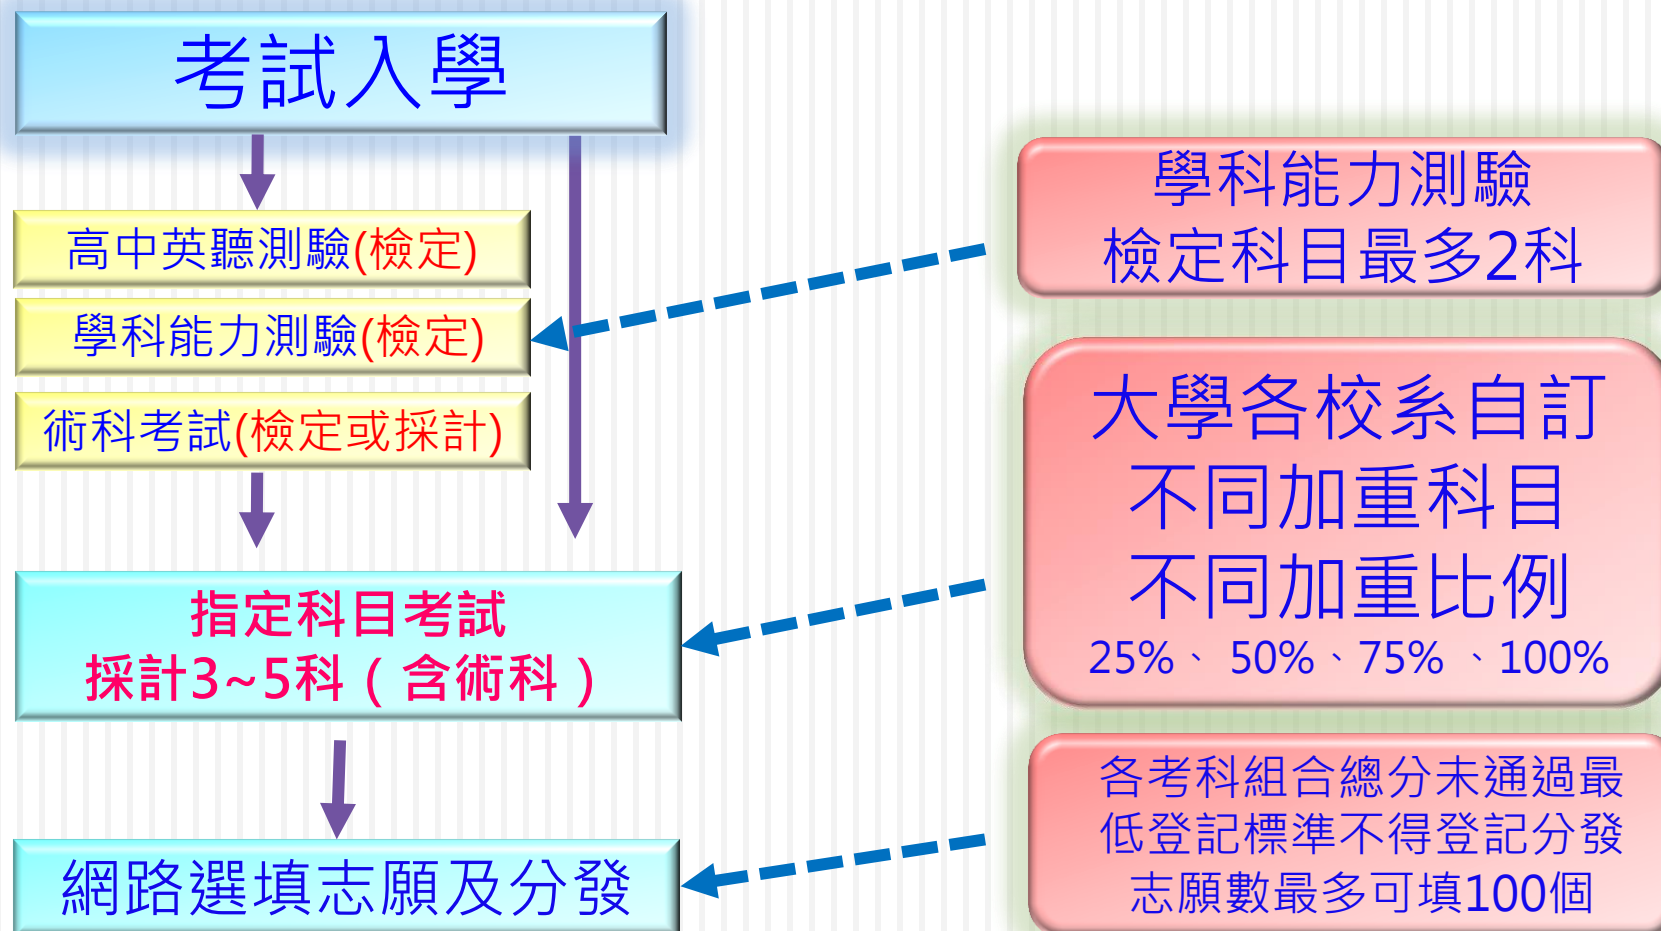 考試入學
高中英聽測驗(檢定)
學科能力測驗(檢定)
術科考試(檢定或採計)
指定科目考試
採計3~5科（含術科）
網路選填志願及分發
學科能力測驗
檢定科目最多2科
大學各校系自訂
不同加重科目
不同加重比例
25%、 50%、75% 、100%
各考科組合總分未通過最
低登記標準不得登記分發
志願數最多可填100個